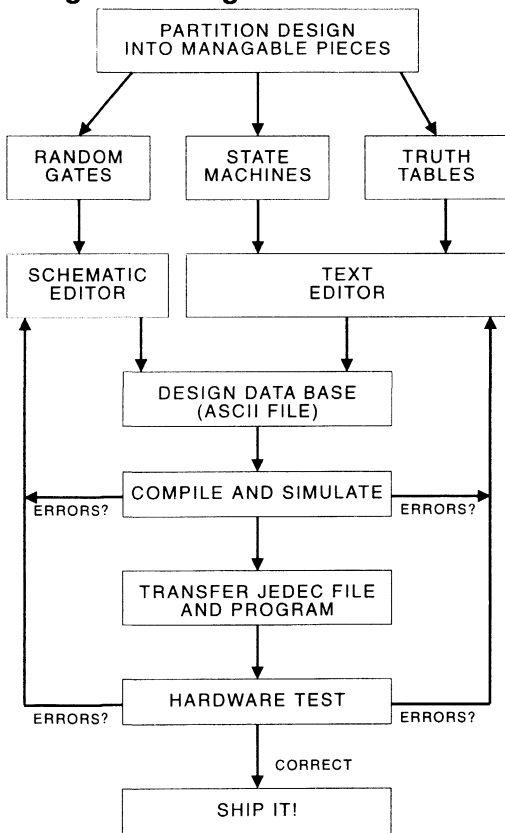 PARTITION DESIGN
INTO MANAGABLE PIECES
RANDOM
GATES
STATE
MACHINES
TRUTH
TABLES
SCHEMATIC
EDITOR
TEXT
EDITOR
DESIGN DATA BASE
(ASCII FILE)
COMPILE AND SIMULATE
ERRORS?
ERRORS?
TRANSFER JEDEC FILE
AND PROGRAM
HARDWARE TEST
ERRORS?
ERRORS?
CORRECT
SHIP IT!